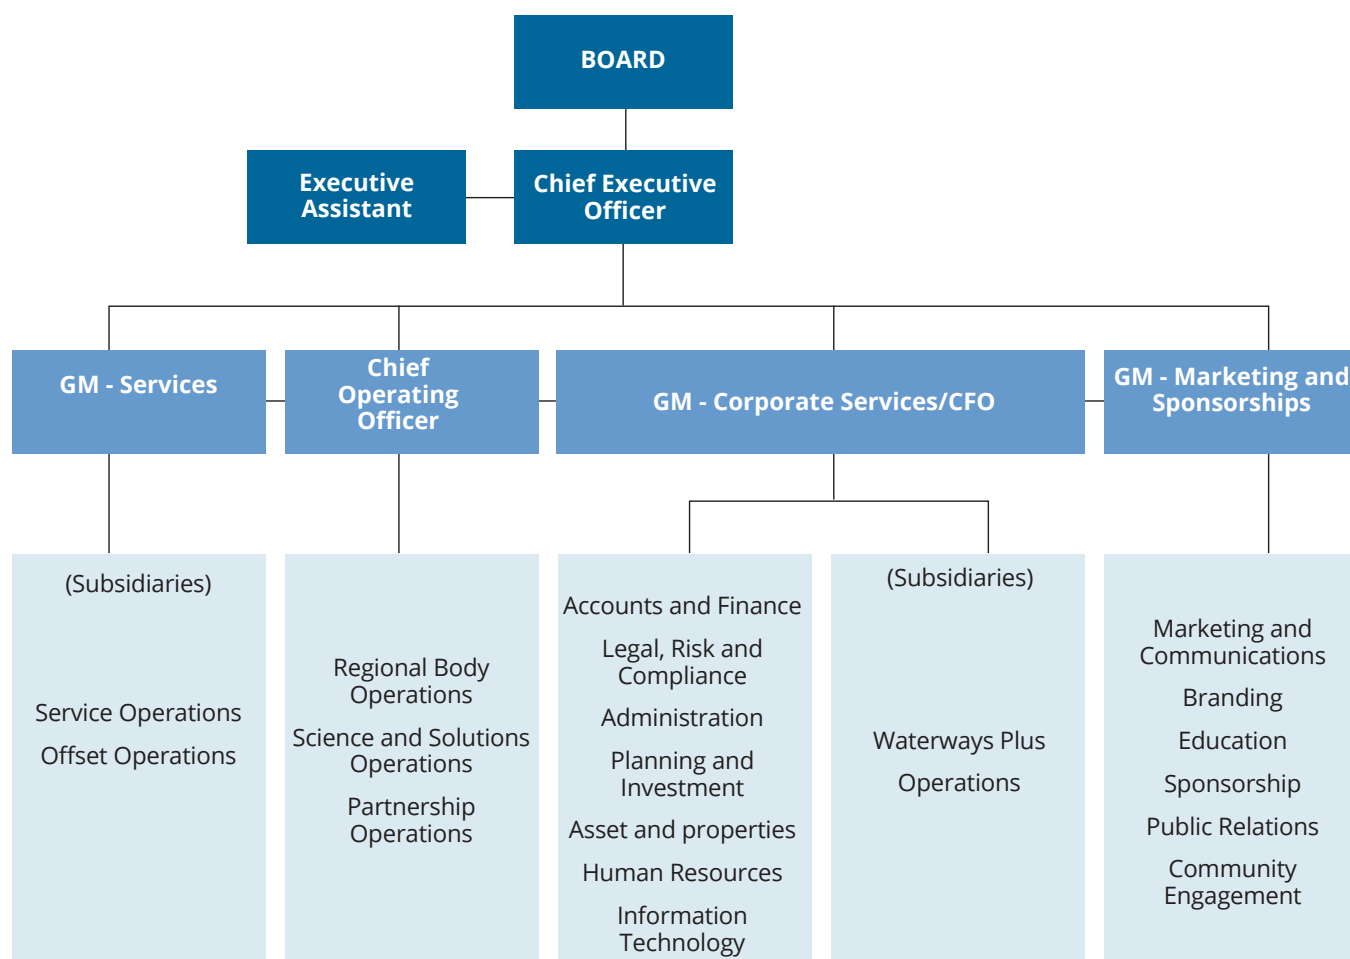 BOARD
Executive
Assistant
Chief Executive
Officer
GM - Services
Chief
Operating
Officer
GM - Corporate Services/CFO
GM - Marketing and
Sponsorships
(Subsidiaries)
Service Operations
Offset Operations
Regional Body
Operations
Science and Solutions
Operations
Partnership
Operations
Accounts and Finance
Legal, Risk and
Compliance
Administration
Planning and
Investment
Asset and properties
Human Resources
Information
Technology
(Subsidiaries)
Waterways Plus
Operations
Marketing and
Communications
Branding
Education
Sponsorship
Public Relations
Community
Engagement